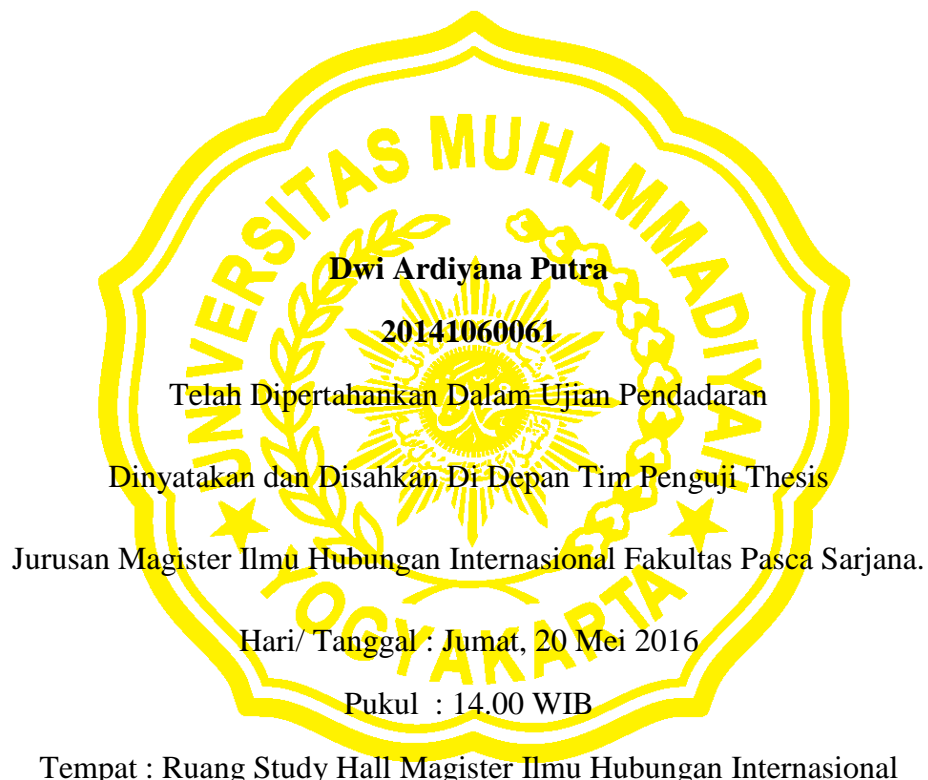 UNIVERSITAS MUHAMMADIYAH
Dwi Ardiyana Putra
20141060061
Telah Dipertahankan Dalam Ujian Pendadaran
Dinyatakan dan Disahkan Di Depan Tim Penguji Thesis
Jurusan Magister Ilmu Hubungan Internasional Fakultas Pasca Sarjana.
YOGYAKARTA
Hari/ Tanggal : Jumat, 20 Mei 2016
Pukul : 14.00 WIB
Tempat : Ruang Study Hall Magister Ilmu Hubungan Internasional